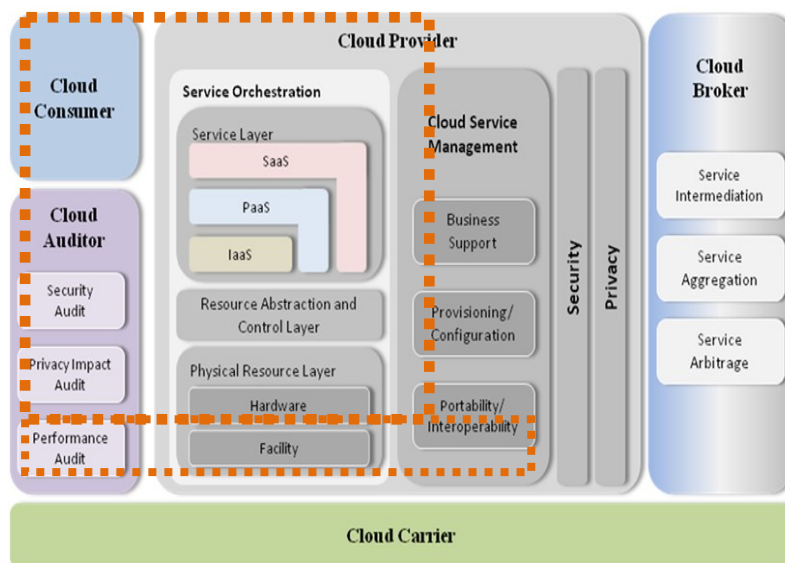 Cloud
Consumer
Cloud
Auditor
Security
Audit
Privacy Impact
Audit
Performance
Audit
Cloud Provider
Service Orchestration
Service Layer
SaaS
PaaS
IaaS
Resource Abstraction and
Control Layer
Physical Resource Layer
Hardware
Facility
Cloud Service
Management
Business
Support
Provisioning/
Configuration
Portability/
Interoperability
Security
Privacy
Cloud
Broker
Service
Intermediation
Service
Aggregation
Service
Arbitrage
Cloud Carrier